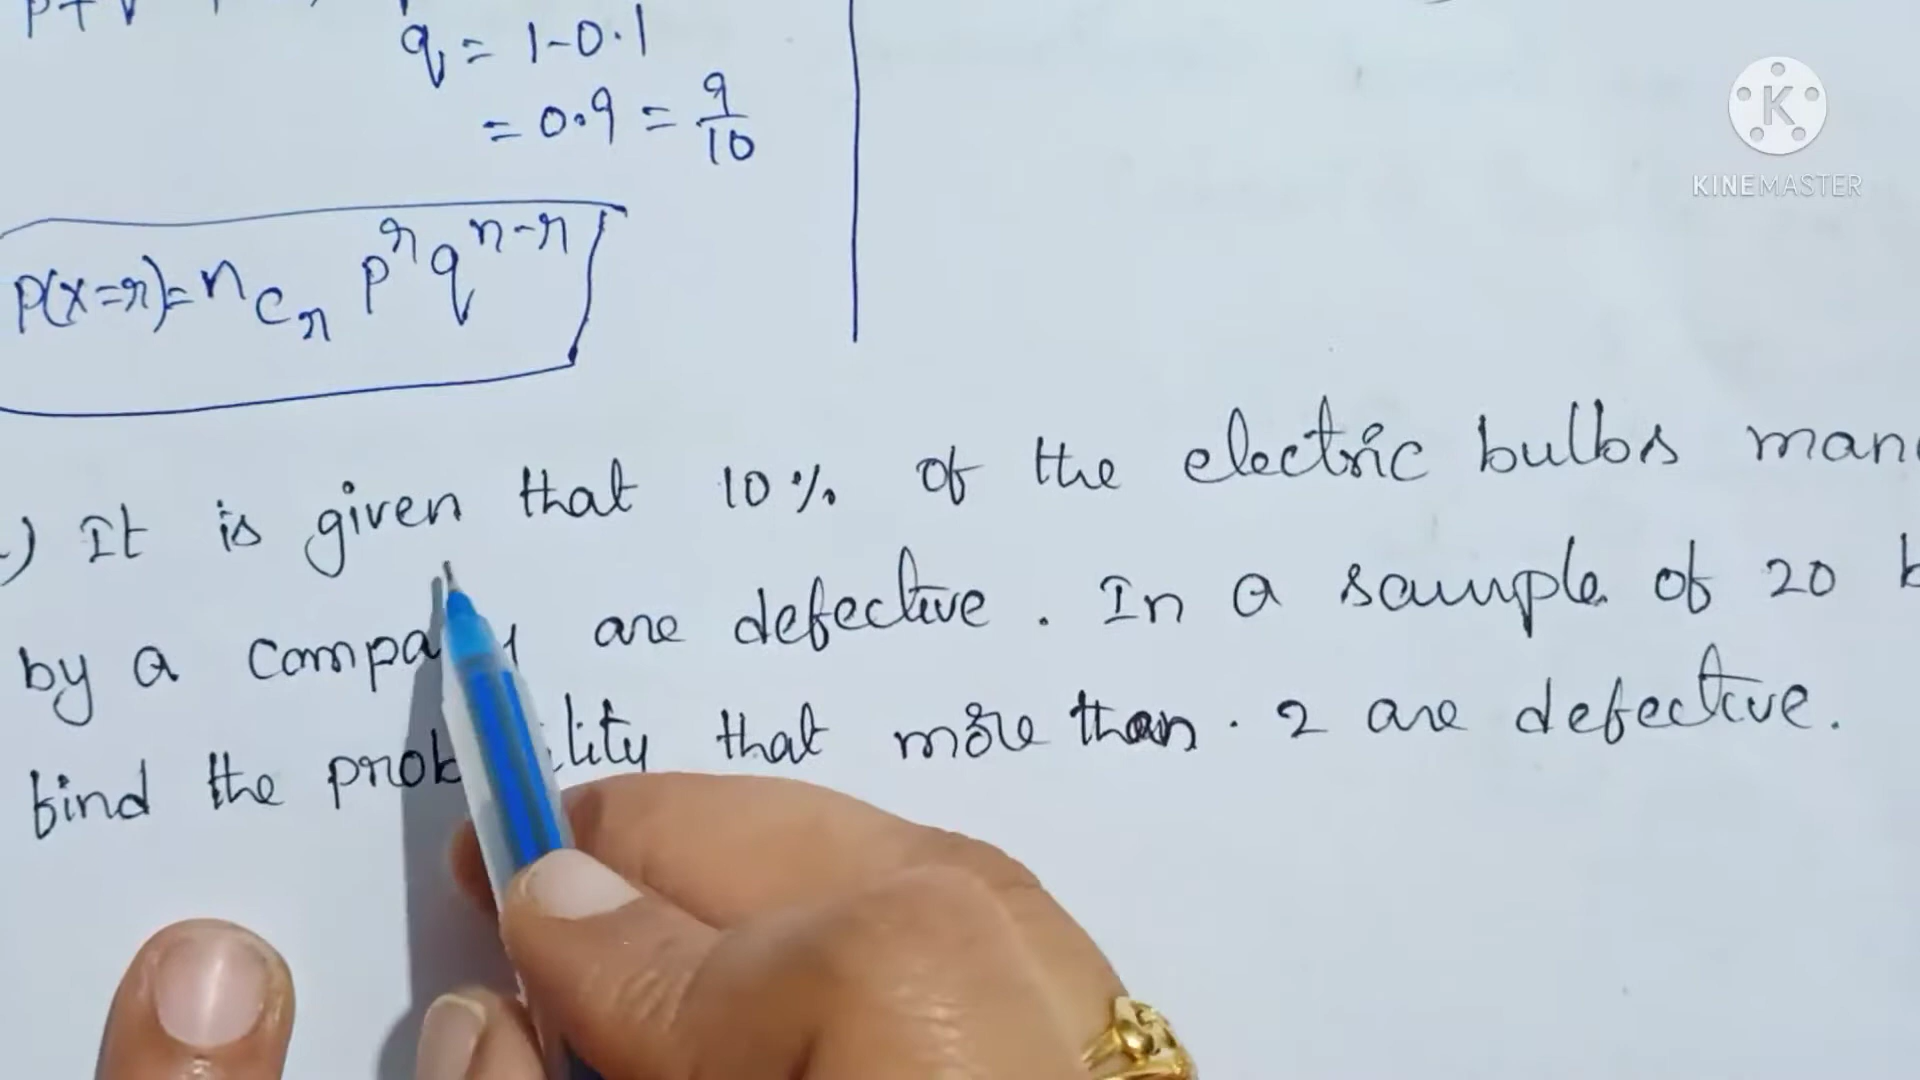 q = 1-0.1
= 0.9 = 9/10
P(x=r)= nCr p^r q^n-r
KINEMASTER
) It is given that 10% of the electric bulbs
by a are defective. In a sample of 20
find the that more than . 2 are defective.